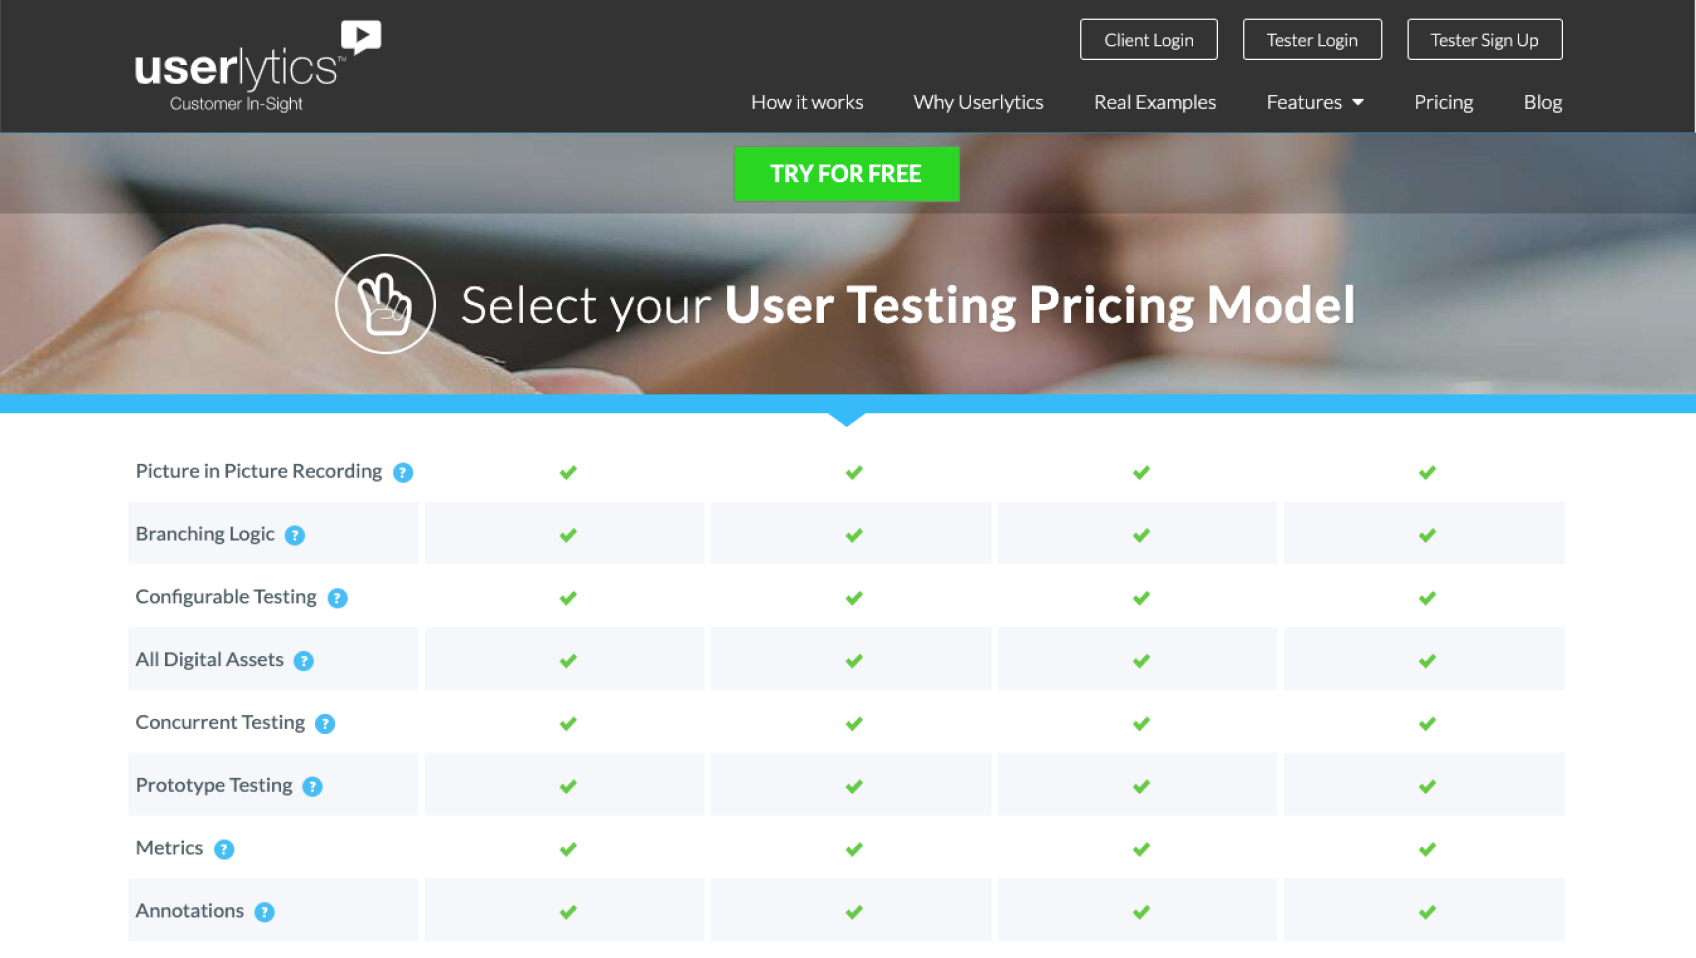 Client Login
Tester Login
Tester Sign Up
userlytics™
Customer In-Sight
How it works
Why Userlytics
Real Examples
Features
Pricing
Blog
TRY FOR FREE
Select your User Testing Pricing Model
Picture in Picture Recording ?
Branching Logic ?
Configurable Testing ?
All Digital Assets ?
Concurrent Testing ?
Prototype Testing ?
Metrics ?
Annotations ?